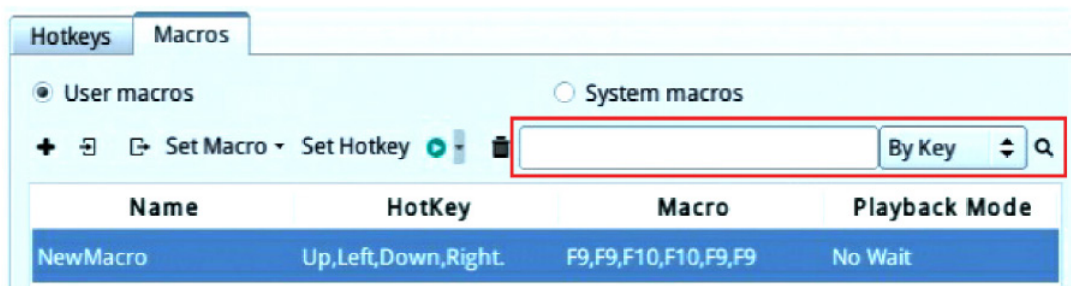 Hotkeys Macros
User macros System macros
Set Macro Set Hotkey By Key
Name HotKey Macro Playback Mode
NewMacro Up,Left,Down,Right. F9,F9,F10,F10,F9,F9 No Wait